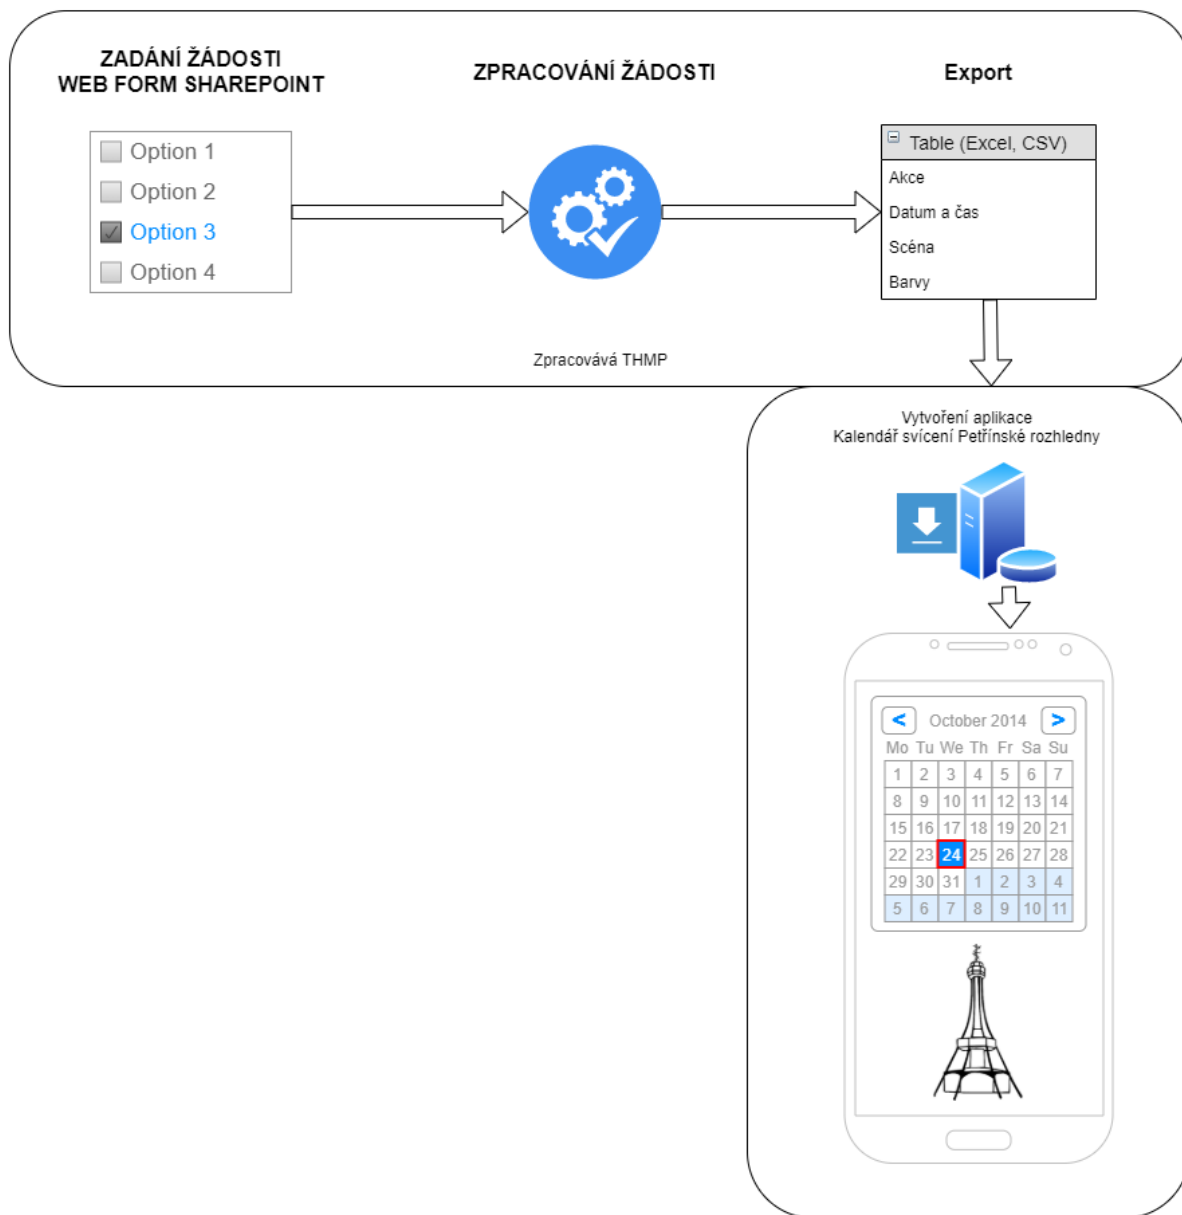 ZADÁNÍ ŽÁDOSTI
WEB FORM SHAREPOINT
Option 1
Option 2
Option 3
Option 4
ZPRACOVÁNÍ ŽÁDOSTI
Export
Table (Excel, CSV)
Akce
Datum a čas
Scéna
Barvy
Zpracovává THMP
Vytvoření aplikace
Kalendář svícení Petřínské rozhledny
< October 2014 >
Mo Tu We Th Fr Sa Su
1 2 3 4 5 6 7
8 9 10 11 12 13 14
15 16 17 18 19 20 21
22 23 24 25 26 27 28
29 30 31 1 2 3 4
5 6 7 8 9 10 11